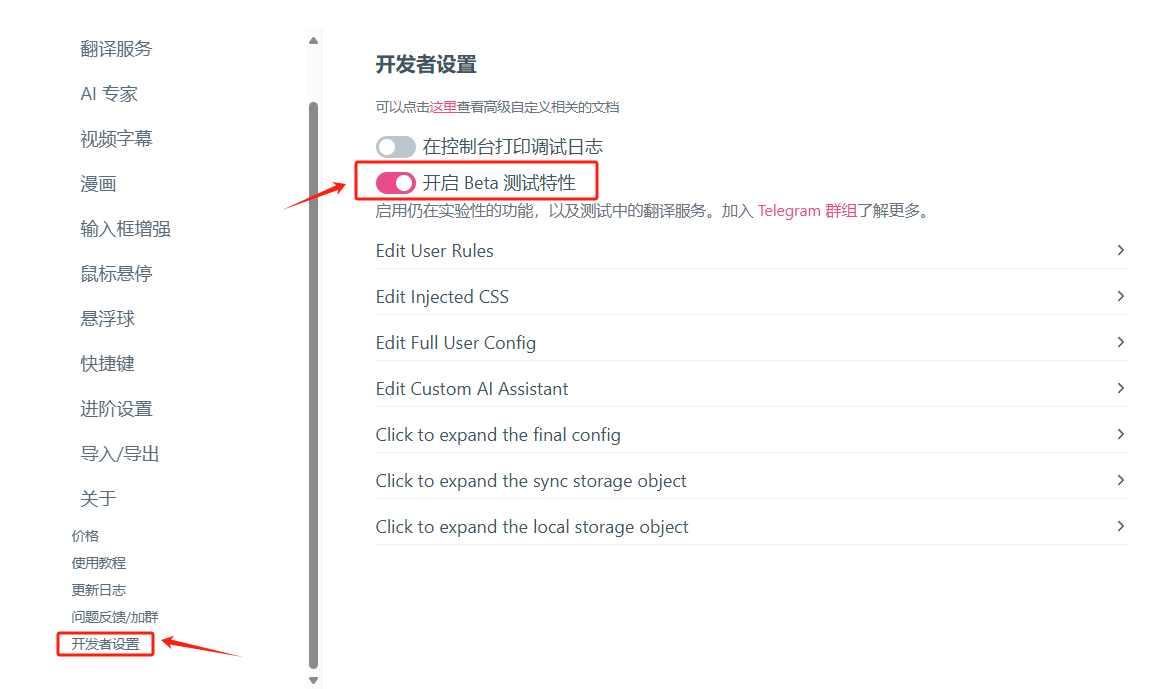 翻译服务
AI 专家
视频字幕
漫画
输入框增强
鼠标悬停
悬浮球
快捷键
进阶设置
导入/导出
关于
价格
使用教程
更新日志
问题反馈/加群
开发者设置
开发者设置
可以点击这里查看高级自定义相关的文档
在控制台打印调试日志
开启 Beta 测试特性
启用仍在实验性的功能，以及测试中的翻译服务。加入 Telegram 群组了解更多。
Edit User Rules
Edit Injected CSS
Edit Full User Config
Edit Custom AI Assistant
Click to expand the final config
Click to expand the sync storage object
Click to expand the local storage object